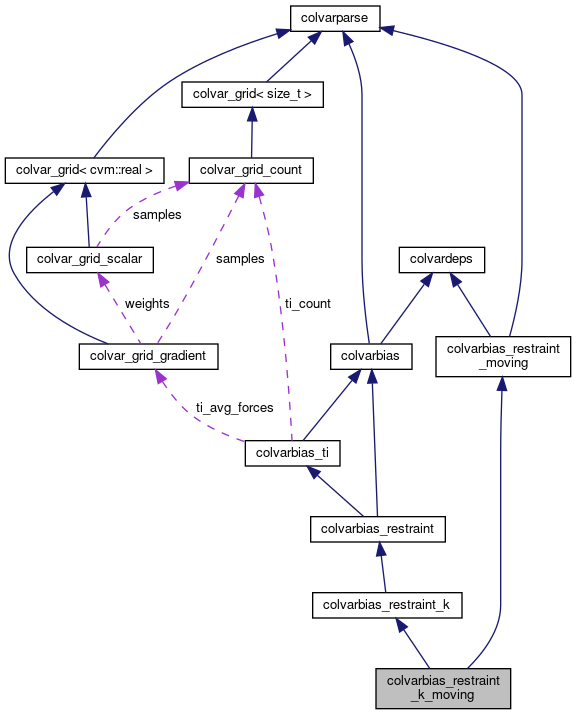 colvarparse
colvar_grid< size_t >
colvar_grid< cvm::real >
colvar_grid_count
samples
colvar_grid_scalar
samples
colvardeps
weights
ti_count
colvar_grid_gradient
colvarbias
colvarbias_restraint
_moving
ti_avg_forces
colvarbias_ti
colvarbias_restraint
colvarbias_restraint_k
colvarbias_restraint
_k_moving